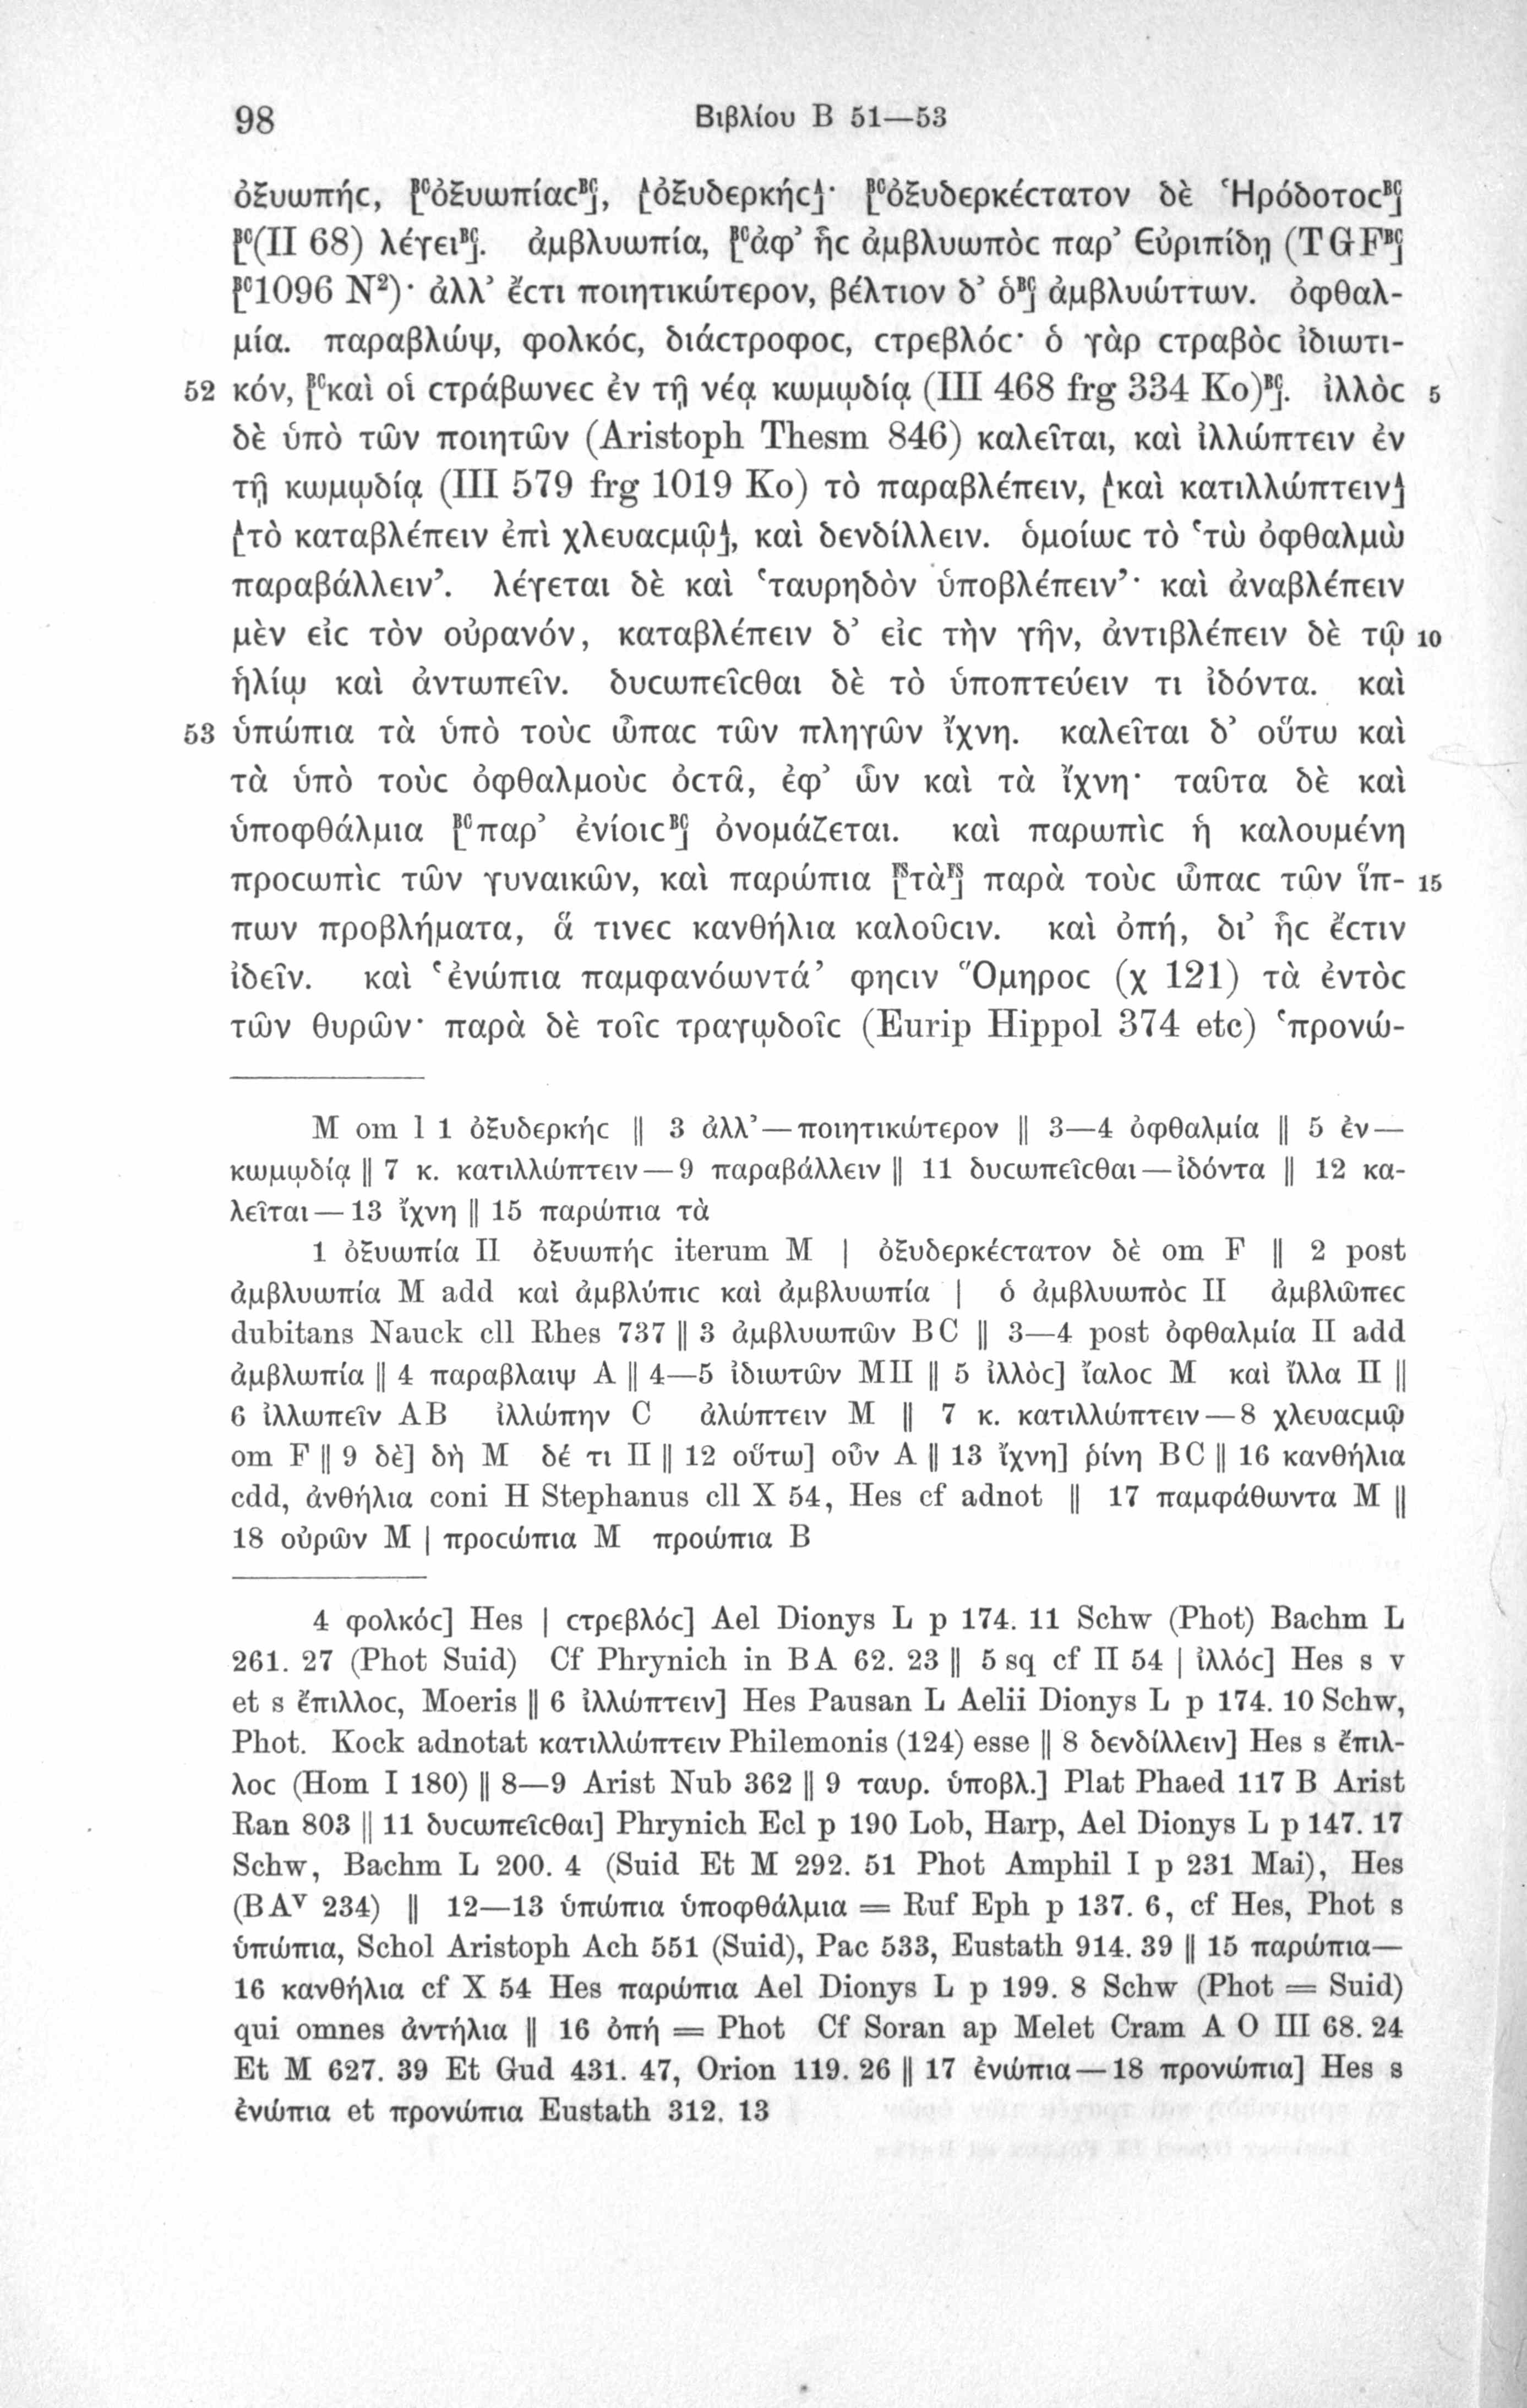 98 Βιβλίου Β 51—53
ὀξυωπής, [BCὀξυωπίαςBC], [Aὀξυδερκής A]· [BCὀξυδερκέστατον δὲ ῾ΗρόδοτοςBC]
[BC(II 68) λέγειBC]. ἀμβλυωπία, [BCἀφ’ ἧς ἀμβλυωπὸς παρ’ Εὐριπίδῃ (TGFBC]
[BC1096 N²)· ἀλλ’ ἔστι ποιητικώτερον, βέλτιον δ’ ὁBC] ἀμβλυώττων. ὀφθαλ-
μία. παραβλώψ, φολκός, διάστροφος, στρεβλός· ὁ γὰρ στραβὸς ἰδιωτι-
52 κόν, [BCκαὶ οἱ στράβωνες ἐν τῇ νέᾳ κωμῳδίᾳ (III 468 frg 334 Ko)BC]. ἰλλὸς 5
δὲ ὑπὸ τῶν ποιητῶν (Aristoph Thesm 846) καλεῖται, καὶ ἰλλώπτειν ἐν
τῇ κωμῳδίᾳ (III 579 frg 1019 Ko) τὸ παραβλέπειν, [Aκαὶ κατιλλώπτεινA]
[Aτὸ καταβλέπειν ἐπὶ χλευασμῷA], καὶ δενδίλλειν. ὁμοίως τὸ ‘τὼ ὀφθαλμὼ
παραβάλλειν’. λέγεται δὲ καὶ ‘ταυρηδὸν ὑποβλέπειν’· καὶ ἀναβλέπειν
μὲν εἰς τὸν οὐρανόν, καταβλέπειν δ’ εἰς τὴν γῆν, ἀντιβλέπειν δὲ τῷ 10
ἡλίῳ καὶ ἀντωπεῖν. δυσωπεῖσθαι δὲ τὸ ὑποπτεύειν τι ἰδόντα. καὶ
53 ὑπώπια τὰ ὑπὸ τοὺς ὦπας τῶν πληγῶν ἴχνη. καλεῖται δ’ οὕτω καὶ
τὰ ὑπὸ τοὺς ὀφθαλμοὺς ὀστᾶ, ἐφ’ ὧν καὶ τὰ ἴχνη· ταῦτα δὲ καὶ
ὑποφθάλμια [BCπαρ’ ἐνίοιςBC] ὀνομάζεται. καὶ παρωπὶς ἡ καλουμένη
προσωπὶς τῶν γυναικῶν, καὶ παρώπια [FSτὰFS] παρὰ τοὺς ὦπας τῶν ἵπ- 15
πων προβλήματα, ἅ τινες κανθήλια καλοῦσιν. καὶ ὀπή, δι’ ἧς ἔστιν
ἰδεῖν. καὶ ‘ἐνώπια παμφανόωντά’ φησιν Ὅμηρος (χ 121) τὰ ἐντὸς
τῶν θυρῶν· παρὰ δὲ τοῖς τραγῳδοῖς (Eurip Hippol 374 etc) ‘προνώ-
M om l 1 ὀξυδερκής || 3 ἀλλ’—ποιητικώτερον || 3—4 ὀφθαλμία || 5 ἐν—
κωμῳδίᾳ || 7 κ. κατιλλώπτειν—9 παραβάλλειν || 11 δυσωπεῖσθαι—ἰδόντα || 12 κα-
λεῖται—13 ἴχνη || 15 παρώπια τὰ
1 ὀξυωπία II ὀξυωπής iterum M | ὀξυδερκέστατον δὲ om F || 2 post
ἀμβλυωπία M add καὶ ἀμβλύπις καὶ ἀμβλυωπία | ὁ ἀμβλυωπὸς II ἀμβλῶπες
dubitans Nauck cll Rhes 737 || 3 ἀμβλυωπῶν BC || 3—4 post ὀφθαλμία II add
ἀμβλωπία || 4 παραβλαιψ A || 4—5 ἰδιωτῶν MII || 5 ἰλλὸς] ἴαλος M καὶ ἴλλα II ||
6 ἰλλωπεῖν AB ἰλλώπην C ἀλώπτειν M || 7 κ. κατιλλώπτειν—8 χλευασμῷ
om F || 9 δὲ] δὴ M δέ τι II || 12 οὕτω] οὖν A || 13 ἴχνη] ῥίνη BC || 16 κανθήλια
cdd, ἀνθήλια coni H Stephanus cll X 54, Hes cf adnot || 17 παμφάθωντα M ||
18 οὐρῶν M | προσώπια M προώπια B
4 φολκός] Hes | στρεβλός] Ael Dionys L p 174. 11 Schw (Phot) Bachm L
261. 27 (Phot Suid) Cf Phrynich in BA 62. 23 || 5 sq cf II 54 | ἰλλός] Hes s v
et s ἔπιλλος, Moeris || 6 ἰλλώπτειν] Hes Pausan L Aelii Dionys L p 174. 10 Schw,
Phot. Kock adnotat κατιλλώπτειν Philemonis (124) esse || 8 δενδίλλειν] Hes s ἔπιλ-
λος (Hom I 180) || 8—9 Arist Nub 362 || 9 ταυρ. ὑποβλ.] Plat Phaed 117 B Arist
Ran 803 || 11 δυσωπεῖσθαι] Phrynich Ecl p 190 Lob, Harp, Ael Dionys L p 147. 17
Schw, Bachm L 200. 4 (Suid Et M 292. 51 Phot Amphil I p 231 Mai), Hes
(BAV 234) || 12—13 ὑπώπια ὑποφθάλμια = Ruf Eph p 137. 6, cf Hes, Phot s
ὑπώπια, Schol Aristoph Ach 551 (Suid), Pac 533, Eustath 914. 39 || 15 παρώπια—
16 κανθήλια cf X 54 Hes παρώπια Ael Dionys L p 199. 8 Schw (Phot = Suid)
qui omnes ἀντήλια || 16 ὀπή = Phot Cf Soran ap Melet Cram A O III 68. 24
Et M 627. 39 Et Gud 431. 47, Orion 119. 26 || 17 ἐνώπια—18 προνώπια] Hes s
ἐνώπια et προνώπια Eustath 312. 13